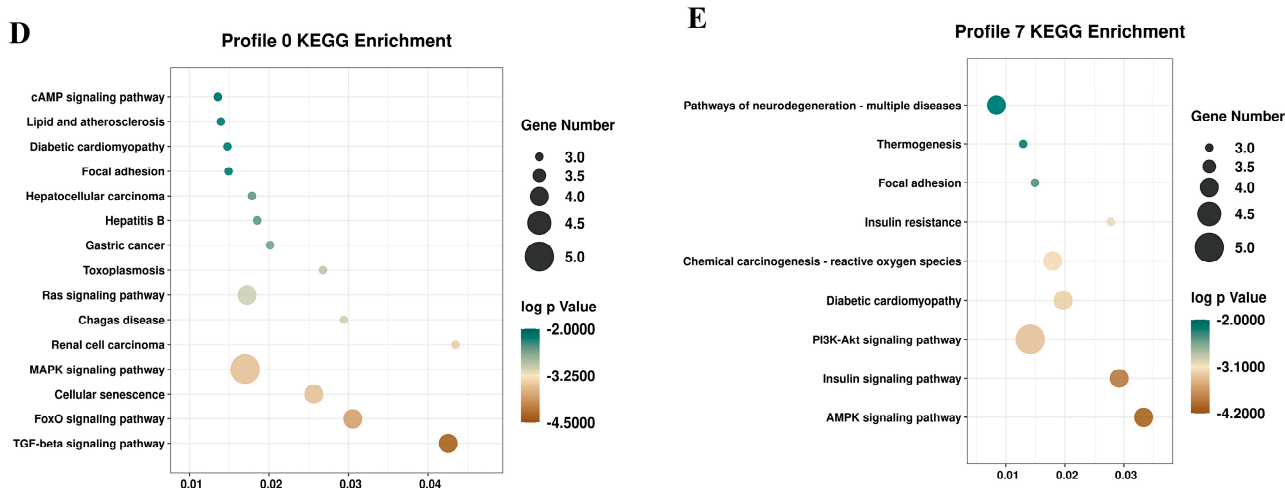 D
Profile 0 KEGG Enrichment
cAMP signaling pathway
Lipid and atherosclerosis
Diabetic cardiomyopathy
Focal adhesion
Hepatocellular carcinoma
Hepatitis B
Gastric cancer
Toxoplasmosis
Ras signaling pathway
Chagas disease
Renal cell carcinoma
MAPK signaling pathway
Cellular senescence
FoxO signaling pathway
TGF-beta signaling pathway
0.01 0.02 0.03 0.04
Gene Number
3.0
3.5
4.0
4.5
5.0
log p Value
-2.0000
-3.2500
-4.5000
E
Profile 7 KEGG Enrichment
Pathways of neurodegeneration - multiple diseases
Thermogenesis
Focal adhesion
Insulin resistance
Chemical carcinogenesis - reactive oxygen species
Diabetic cardiomyopathy
PI3K-Akt signaling pathway
Insulin signaling pathway
AMPK signaling pathway
0.01 0.02 0.03
Gene Number
3.0
3.5
4.0
4.5
5.0
log p Value
-2.0000
-3.1000
-4.2000